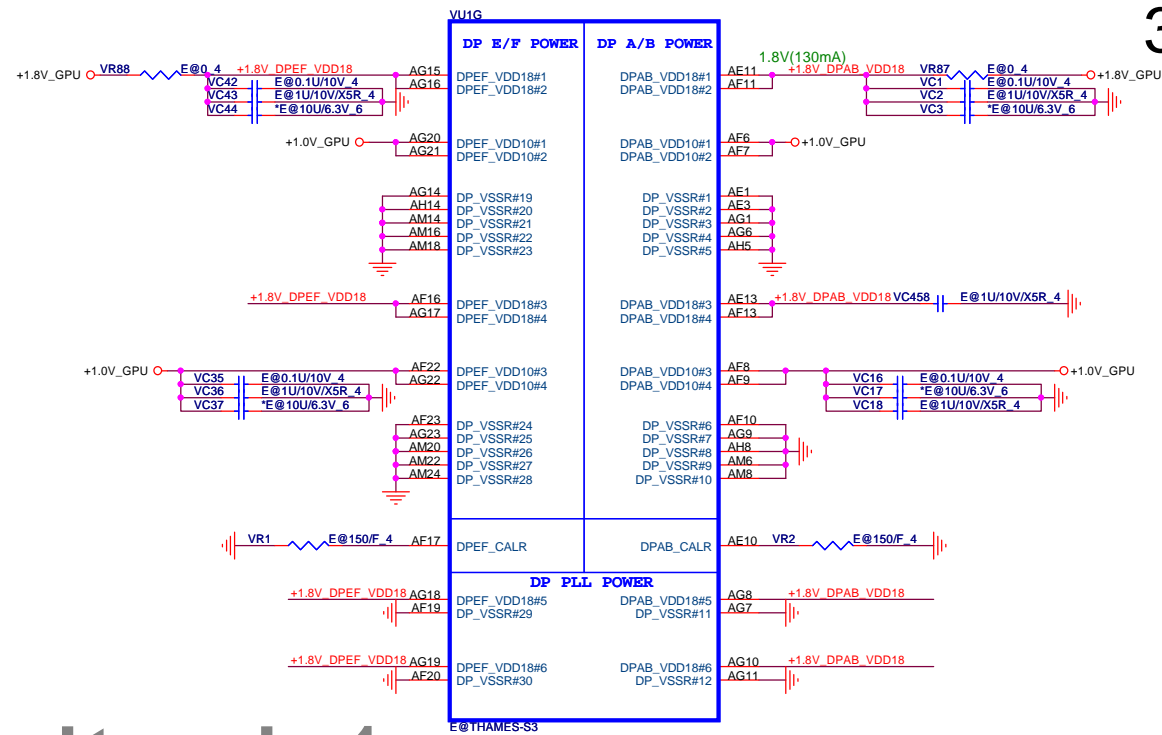 VU1G
3
DP E/F POWER DP A/B POWER
1.8V(130mA)
+1.8V_GPU VR88 E@0_4 +1.8V_DPEF_VDD18 AG15 DPEF_VDD18#1 DPAB_VDD18#1 AE11 +1.8V_DPAB_VDD18 VR87 E@0_4 +1.8V_GPU
VC42 E@0.1U/10V_4 AG16 DPEF_VDD18#2 DPAB_VDD18#2 AF11 VC1 E@0.1U/10V_4
VC43 E@1U/10V/X5R_4 VC2 E@1U/10V/X5R_4
VC44 *E@10U/6.3V_6 VC3 *E@10U/6.3V_6
+1.0V_GPU AG20 DPEF_VDD10#1 DPAB_VDD10#1 AF6 +1.0V_GPU
AG21 DPEF_VDD10#2 DPAB_VDD10#2 AF7
AG14 DP_VSSR#19 DP_VSSR#1 AE1
AH14 DP_VSSR#20 DP_VSSR#2 AE3
AM14 DP_VSSR#21 DP_VSSR#3 AG1
AM16 DP_VSSR#22 DP_VSSR#4 AG6
AM18 DP_VSSR#23 DP_VSSR#5 AH5
+1.8V_DPEF_VDD18 AF16 DPEF_VDD18#3 DPAB_VDD18#3 AE13 +1.8V_DPAB_VDD18 VC458 E@1U/10V/X5R_4
AG17 DPEF_VDD18#4 DPAB_VDD18#4 AF13
+1.0V_GPU AF22 DPEF_VDD10#3 DPAB_VDD10#3 AF8 +1.0V_GPU
VC35 E@0.1U/10V_4 AG22 DPEF_VDD10#4 DPAB_VDD10#4 AF9 VC16 E@0.1U/10V_4
VC36 E@1U/10V/X5R_4 VC17 *E@10U/6.3V_6
VC37 *E@10U/6.3V_6 VC18 E@1U/10V/X5R_4
AF23 DP_VSSR#24 DP_VSSR#6 AF10
AG23 DP_VSSR#25 DP_VSSR#7 AG9
AM20 DP_VSSR#26 DP_VSSR#8 AH8
AM22 DP_VSSR#27 DP_VSSR#9 AM6
AM24 DP_VSSR#28 DP_VSSR#10 AM8
VR1 E@150/F_4 AF17 DPEF_CALR DPAB_CALR AE10 VR2 E@150/F_4
DP PLL POWER
+1.8V_DPEF_VDD18 AG18 DPEF_VDD18#5 DPAB_VDD18#5 AG8 +1.8V_DPAB_VDD18
AF19 DP_VSSR#29 DP_VSSR#11 AG7
+1.8V_DPEF_VDD18 AG19 DPEF_VDD18#6 DPAB_VDD18#6 AG10 +1.8V_DPAB_VDD18
AF20 DP_VSSR#30 DP_VSSR#12 AG11
E@THAMES-S3